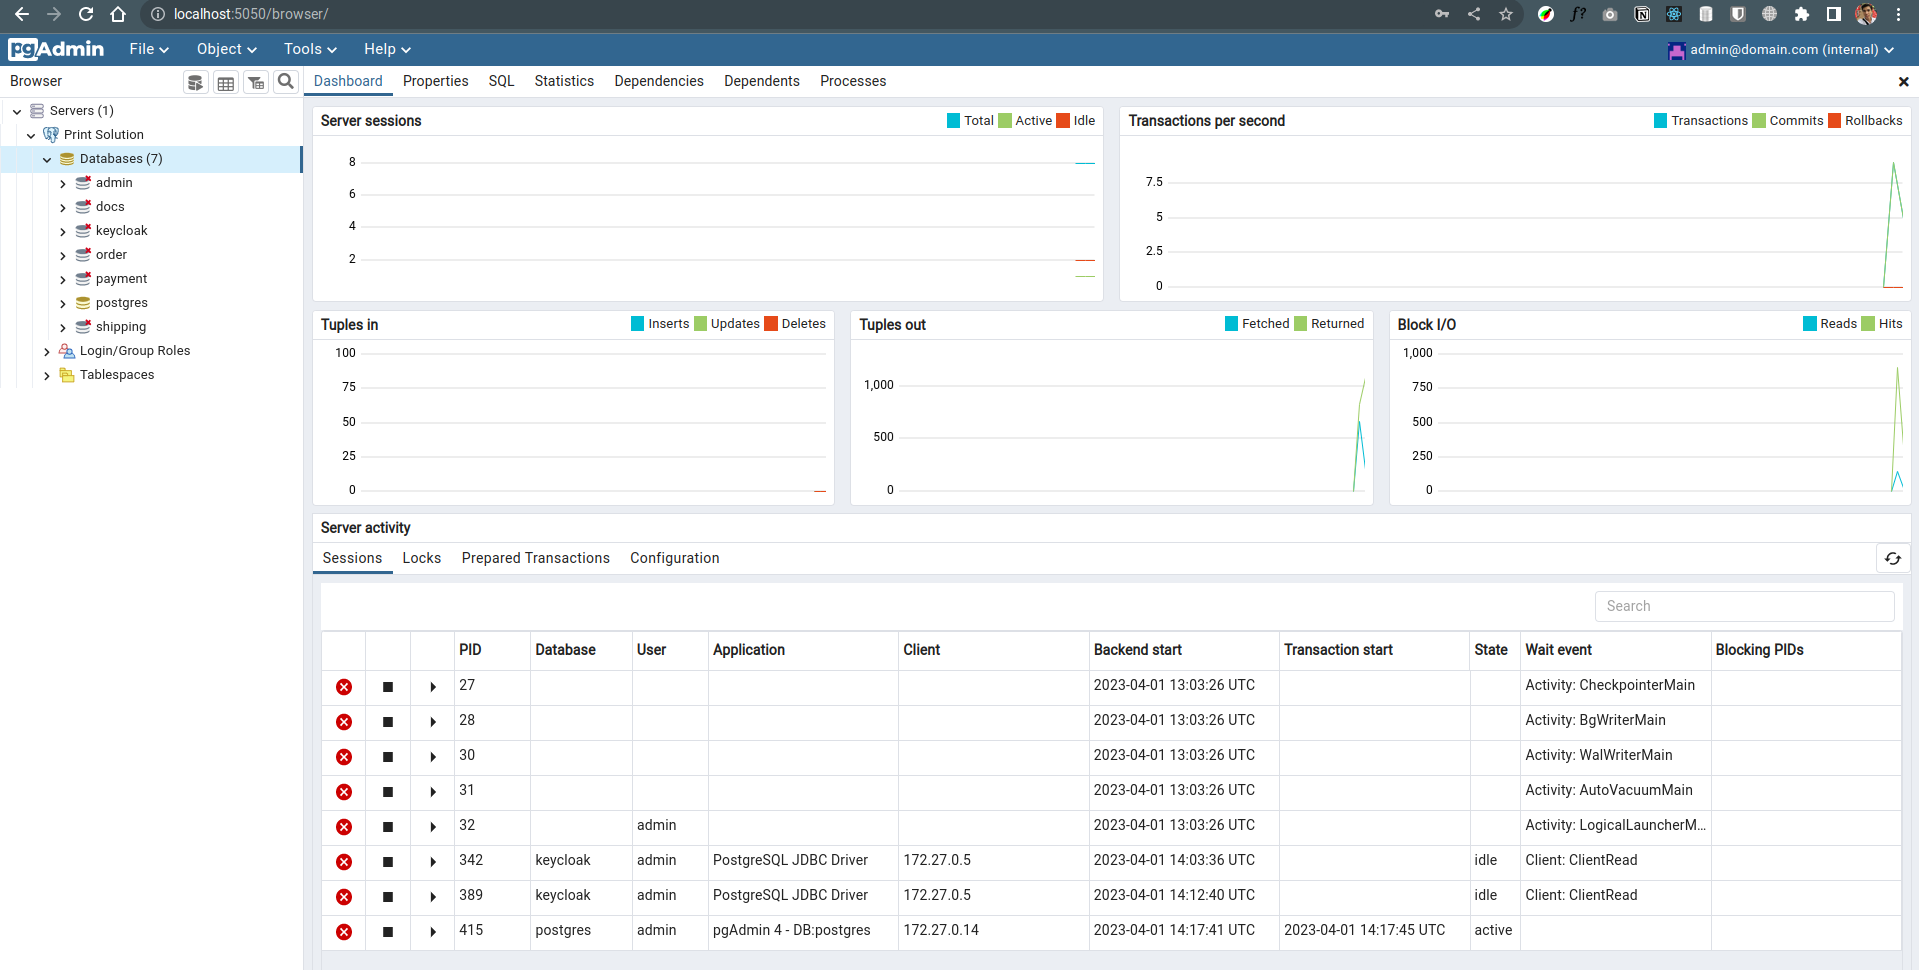 localhost:5050/browser/
pgAdmin File Object Tools Help admin@domain.com (internal)
Browser Dashboard Properties SQL Statistics Dependencies Dependents Processes
Servers (1)
Print Solution
Databases (7)
admin
docs
keycloak
order
payment
postgres
shipping
Login/Group Roles
Tablespaces
Server sessions Total Active Idle
8
6
4
2
Transactions per second Transactions Commits Rollbacks
7.5
5
2.5
0
Tuples in Inserts Updates Deletes
100
75
50
25
0
Tuples out Fetched Returned
1,000
500
0
Block I/O Reads Hits
1,000
750
500
250
0
Server activity
Sessions Locks Prepared Transactions Configuration
Search
PID Database User Application Client Backend start Transaction start State Wait event Blocking PIDs
27 2023-04-01 13:03:26 UTC Activity: CheckpointerMain
28 2023-04-01 13:03:26 UTC Activity: BgWriterMain
30 2023-04-01 13:03:26 UTC Activity: WalWriterMain
31 2023-04-01 13:03:26 UTC Activity: AutoVacuumMain
32 admin 2023-04-01 13:03:26 UTC Activity: LogicalLauncherM...
342 keycloak admin PostgreSQL JDBC Driver 172.27.0.5 2023-04-01 14:03:36 UTC idle Client: ClientRead
389 keycloak admin PostgreSQL JDBC Driver 172.27.0.5 2023-04-01 14:12:40 UTC idle Client: ClientRead
415 postgres admin pgAdmin 4 - DB:postgres 172.27.0.14 2023-04-01 14:17:41 UTC 2023-04-01 14:17:45 UTC active